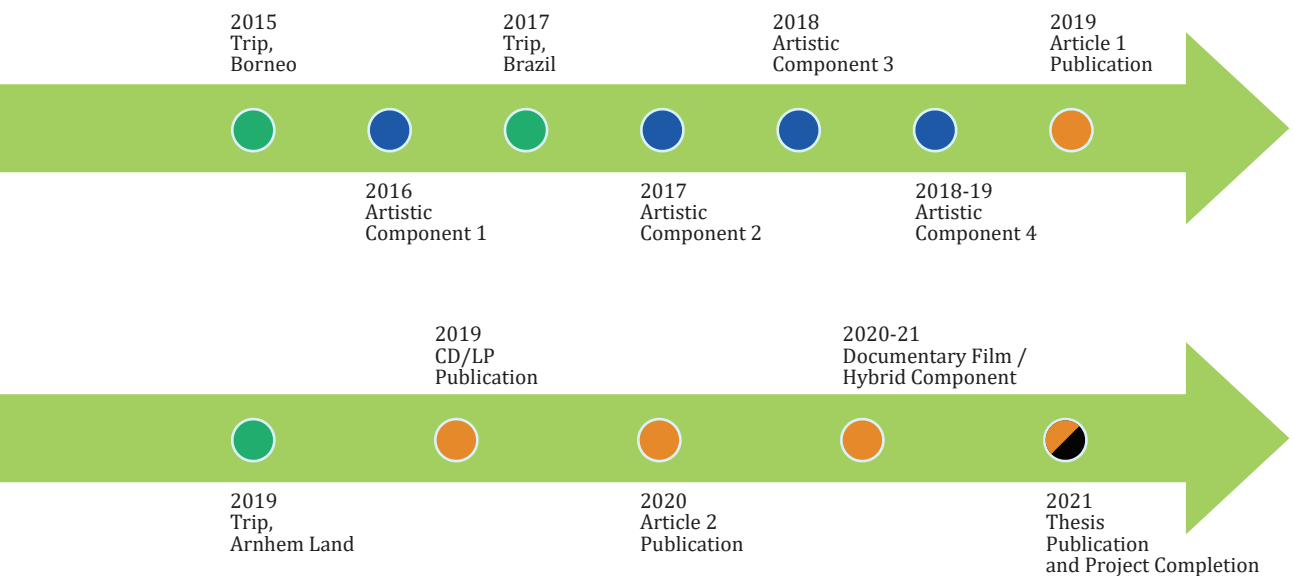 2015
Trip,
Borneo
2017
Trip,
Brazil
2018
Artistic
Component 3
2019
Article 1
Publication
2016
Artistic
Component 1
2017
Artistic
Component 2
2018-19
Artistic
Component 4
2019
CD/LP
Publication
2020-21
Documentary Film /
Hybrid Component
2019
Trip,
Arnhem Land
2020
Article 2
Publication
2021
Thesis
Publication
and Project Completion